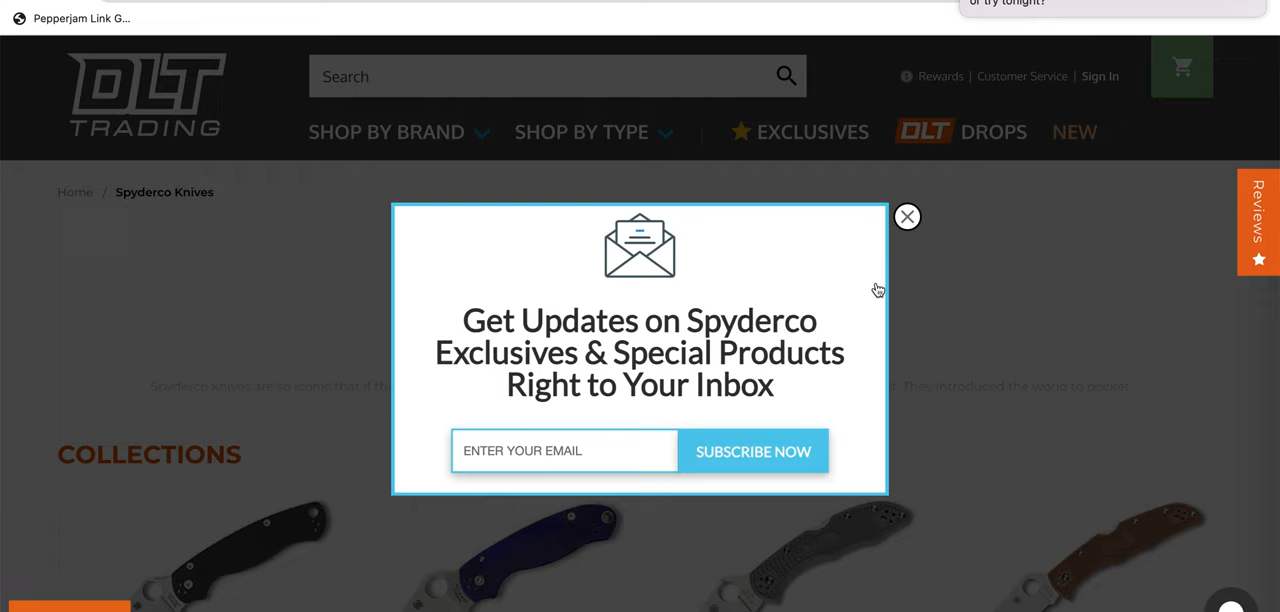 or try tonight?
Pepperjam Link G...
DLT
TRADING
Search
Rewards | Customer Service | Sign In
SHOP BY BRAND SHOP BY TYPE | EXCLUSIVES DLT DROPS NEW
Home / Spyderco Knives
Reviews
Get Updates on Spyderco
Exclusives & Special Products
Right to Your Inbox
Spyderco knives are so iconic that if the
. They introduced the world to pocket
ENTER YOUR EMAIL SUBSCRIBE NOW
COLLECTIONS